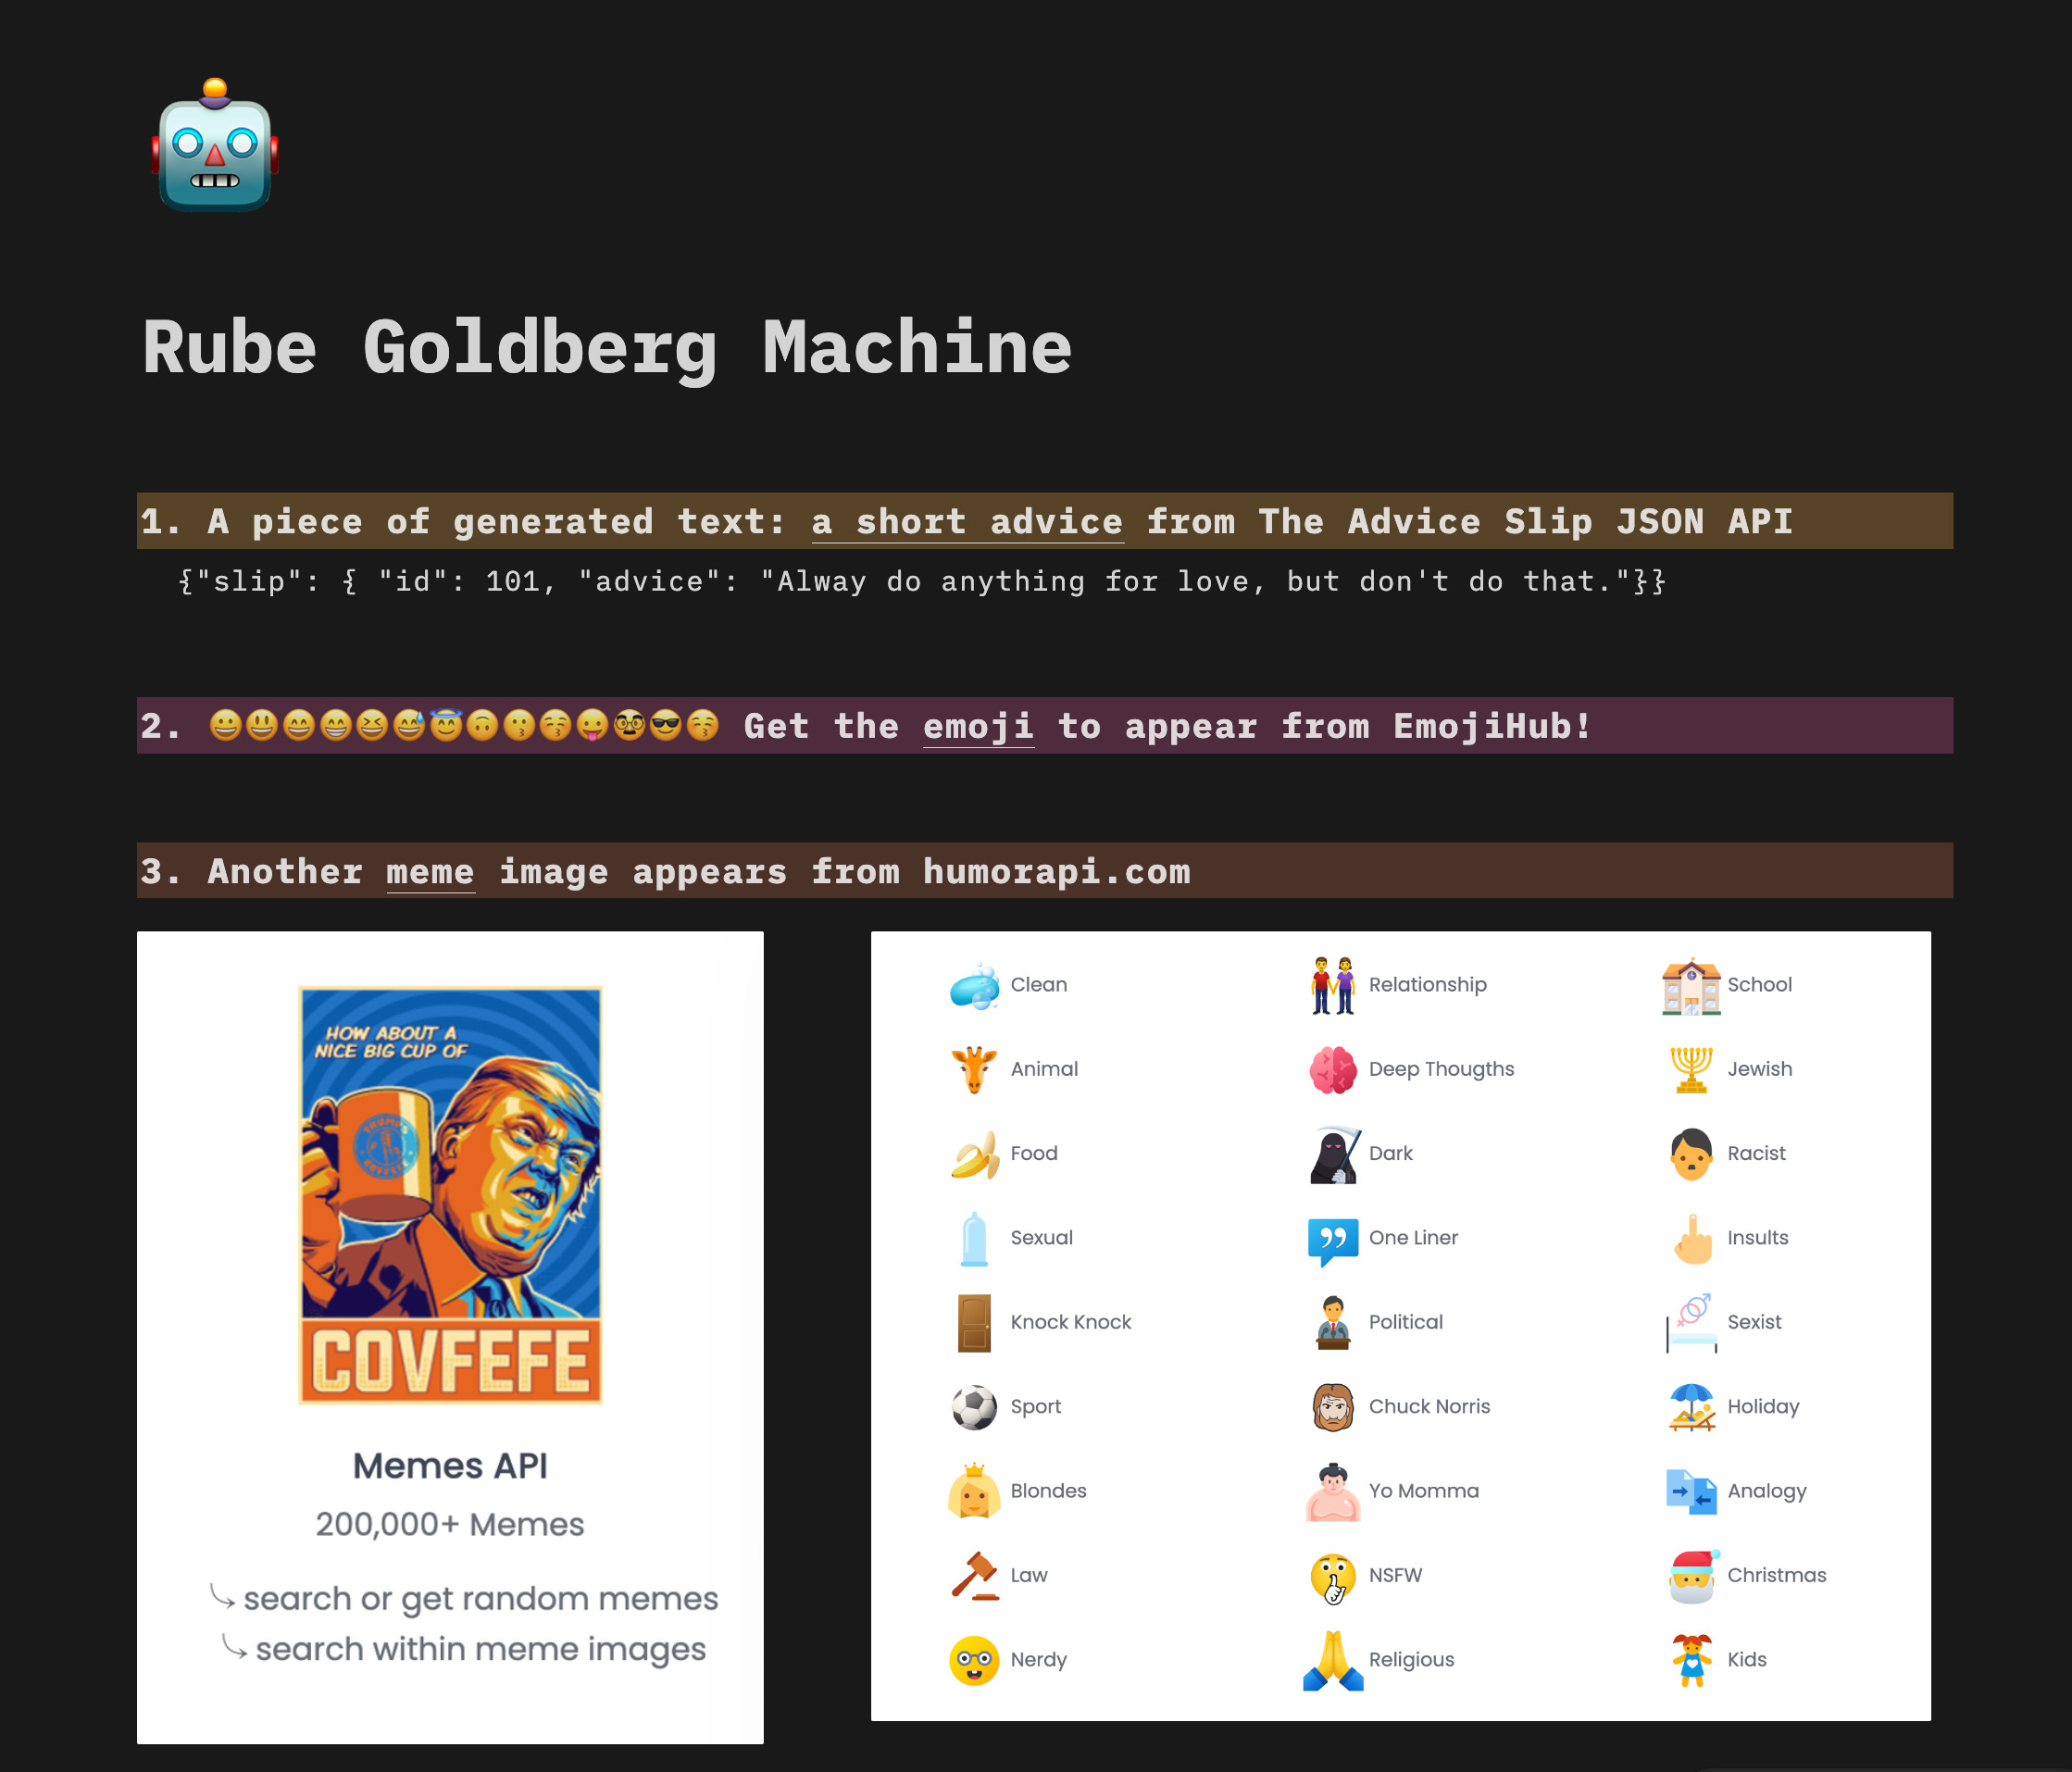 Rube Goldberg Machine
1. A piece of generated text: a short advice from The Advice Slip JSON API
{"slip": { "id": 101, "advice": "Alway do anything for love, but don't do that."}}
2. 😀😃😄😁😆😅😇🙃😗😚😛🥸😎😚 Get the emoji to appear from EmojiHub!
3. Another meme image appears from humorapi.com
HOW ABOUT A
NICE BIG CUP OF
TRUMP'S
COVFEFE
COVFEFE
Memes API
200,000+ Memes
search or get random memes
search within meme images
Clean
Relationship
School
Animal
Deep Thougths
Jewish
Food
Dark
Racist
Sexual
One Liner
Insults
Knock Knock
Political
Sexist
Sport
Chuck Norris
Holiday
Blondes
Yo Momma
Analogy
Law
NSFW
Christmas
Nerdy
Religious
Kids